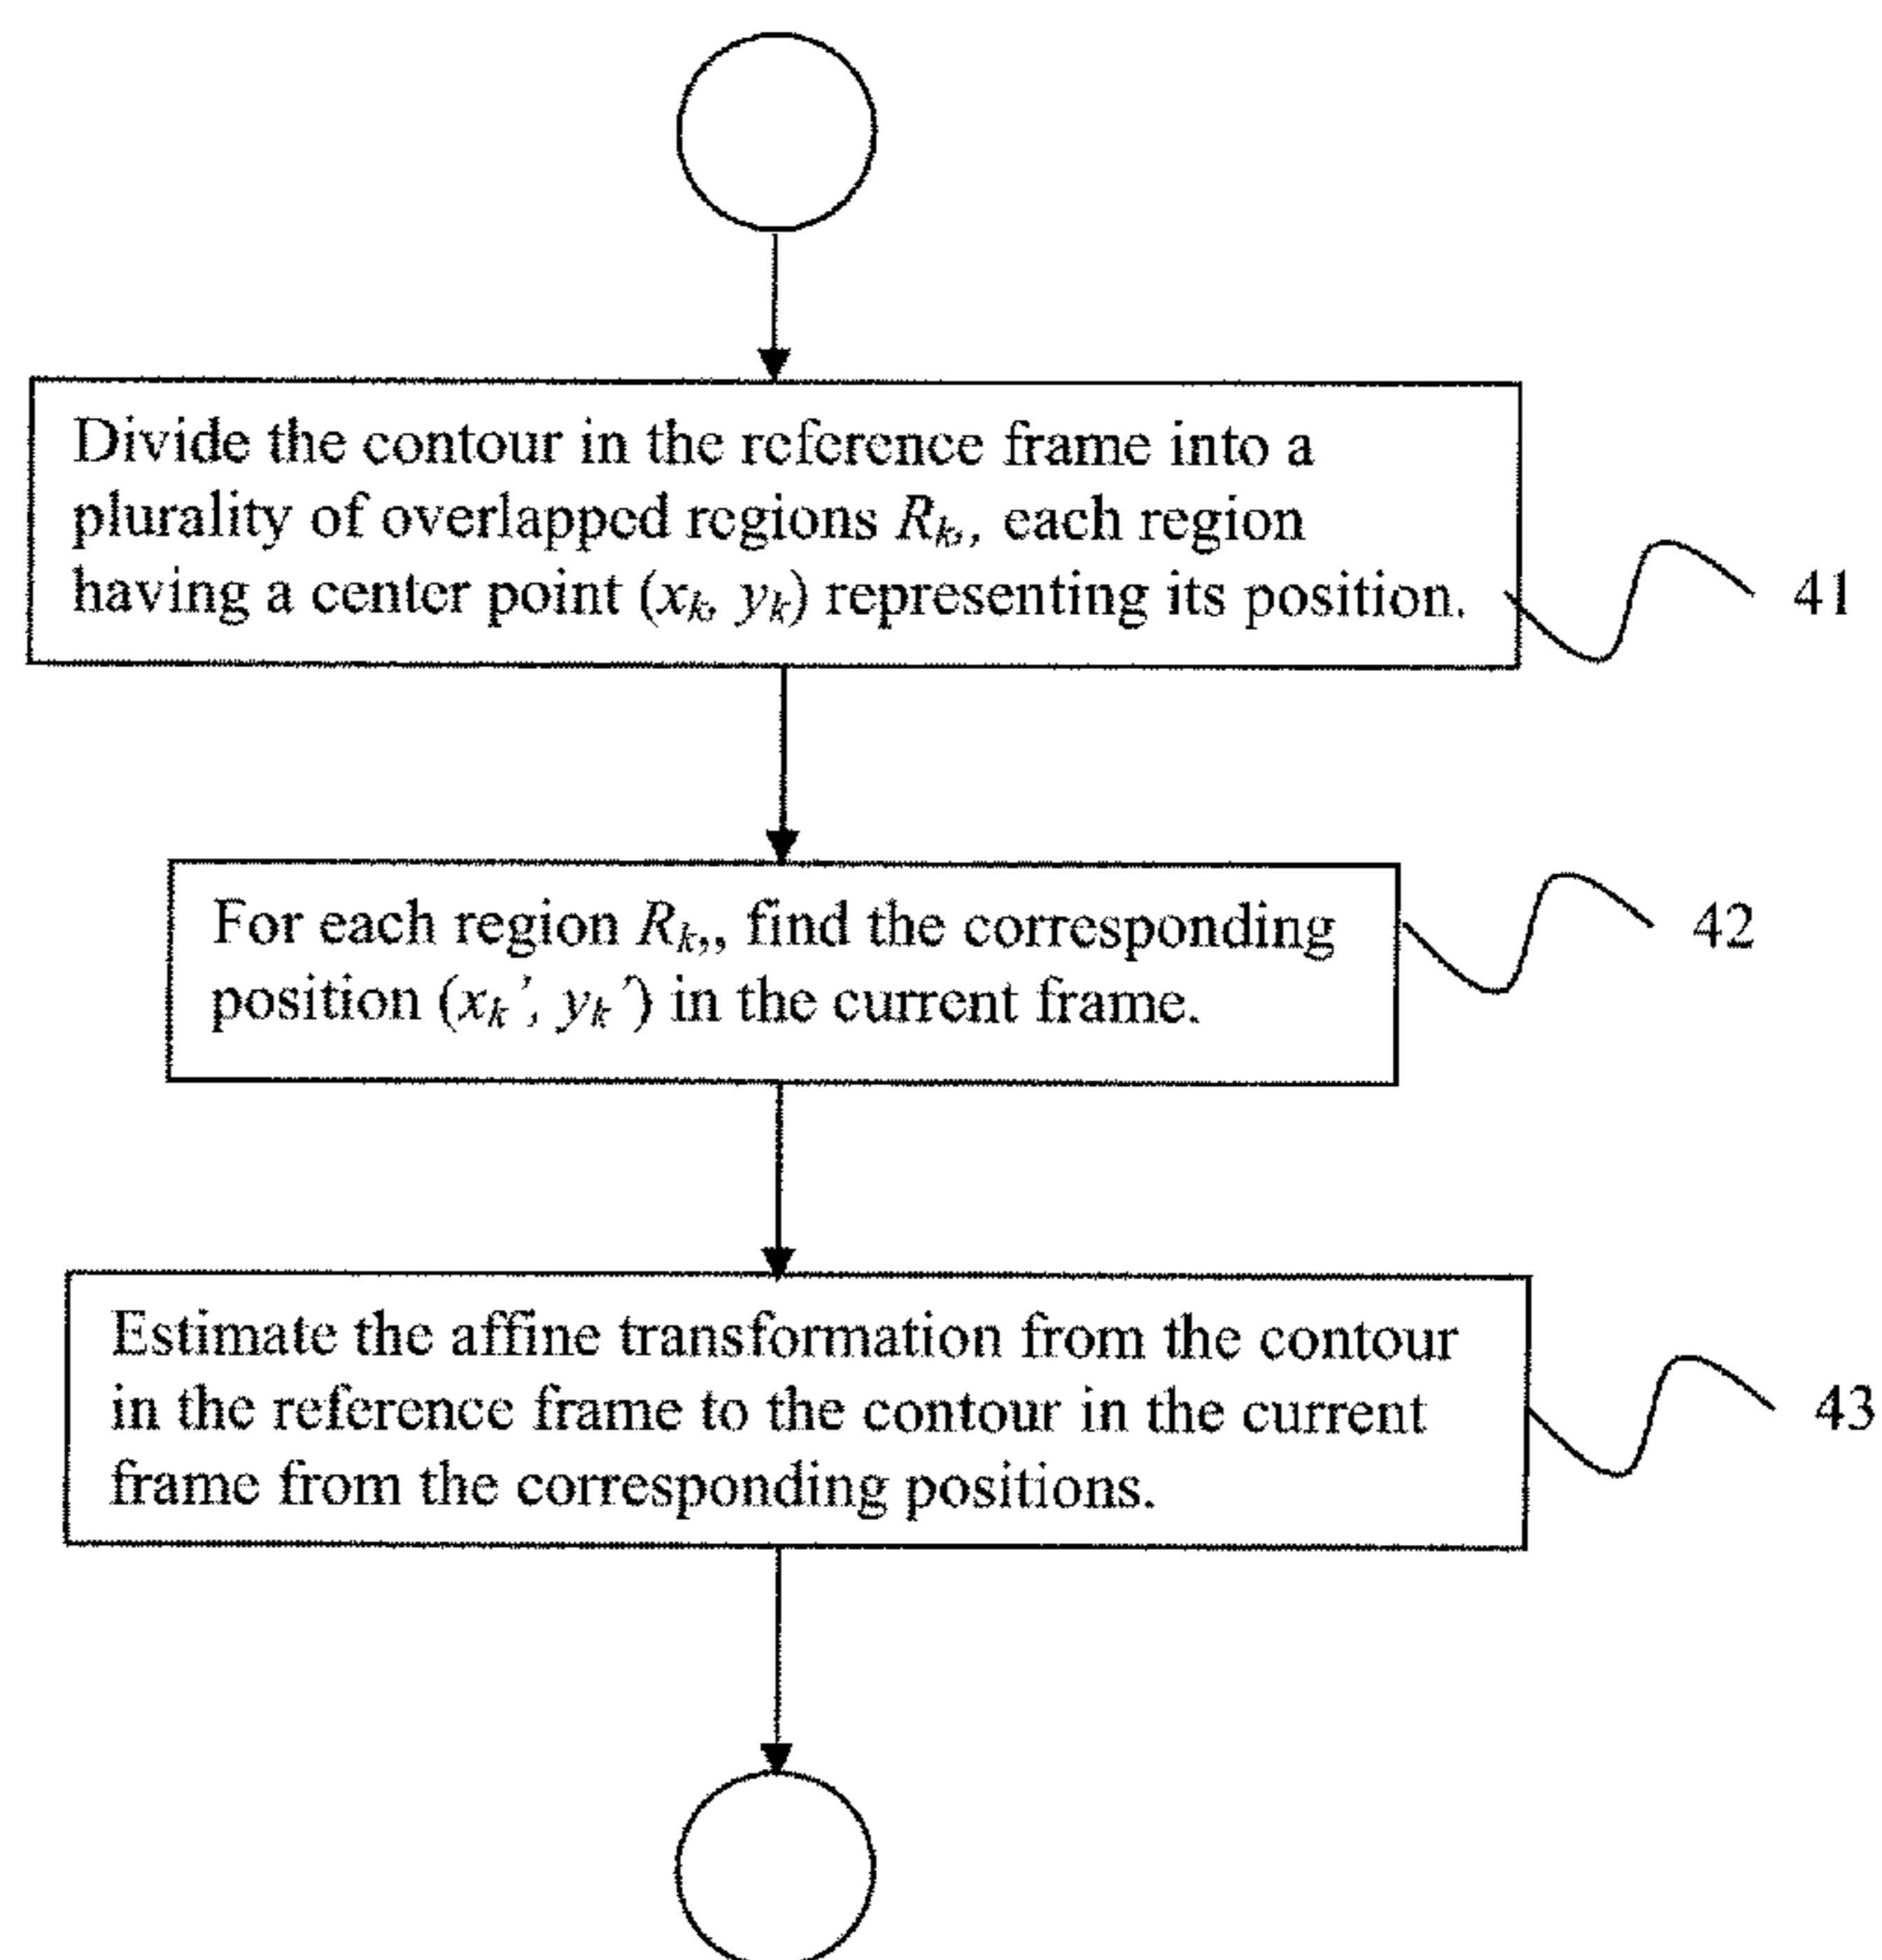 Divide the contour in the reference frame into a
plurality of overlapped regions Rk,, each region
having a center point (xk, yk) representing its position.
41
For each region Rk,, find the corresponding
position (xk’, yk’) in the current frame.
42
Estimate the affine transformation from the contour
in the reference frame to the contour in the current
frame from the corresponding positions.
43